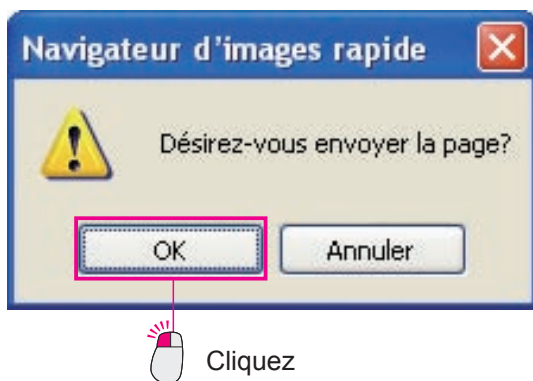 Navigateur d'images rapide
Désirez-vous envoyer la page?
OK Annuler
Cliquez